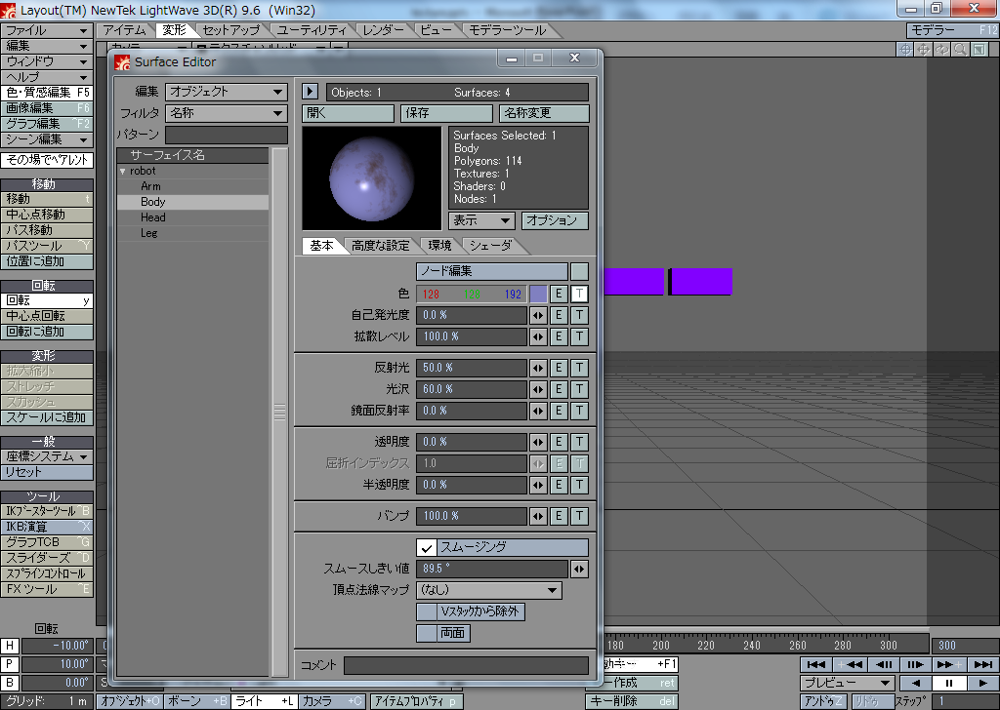 Layout(TM) NewTek LightWave 3D(R) 9.6 (Win32)
ファイル
アイテム 変形 セットアップ ユーティリティ レンダー ビュー モデラーツール
モデラー F12
編集
ウィンドウ
ヘルプ
色・質感編集 F5
画像編集 F6
グラフ編集 ^F2
シーン編集
その場でペアレント
移動
移動 t
中心点移動
パス移動
パスツール ^Y
位置に追加
回転
回転 y
中心点回転
回転に追加
変形
拡大縮小
ストレッチ
スカッシュ
スケールに追加
一般
座標システム
リセット
ツール
IKブースターツール ^B
IKB演算 ^X
グラフTCB ^G
スライダーズ ^D
スプラインコントロール
FX ツール ^E
Surface Editor
編集 オブジェクト
フィルタ 名称
パターン
サーフェイス名
robot
Arm
Body
Head
Leg
Objects: 1 Surfaces: 4
開く 保存 名称変更
Surfaces Selected: 1
Body
Polygons: 114
Textures: 1
Shaders: 0
Nodes: 1
表示 オプション
基本 高度な設定 環境 シェーダ
ノード編集
色 128 128 192 E T
自己発光度 0.0 % E T
拡散レベル 100.0 % E T
反射光 50.0 % E T
光沢 60.0 % E T
鏡面反射率 0.0 % E T
透明度 0.0 % E T
屈折インデックス 1.0 E T
半透明度 0.0 % E T
バンプ 100.0 % E T
スムージング
スムースしきい値 89.5 °
頂点法線マップ (なし)
Vスタックから除外
両面
コメント
回転
H -10.00°
P 10.00°
B 0.00°
グリッド: 1 m
180 200 220 240 260 280 300
300
+F1
ret
キー削除 del
プレビュー
アンドゥ Z リドゥ ステップ
オブジェクト +O ボーン +B ライト +L カメラ +C アイテムプロパティ p